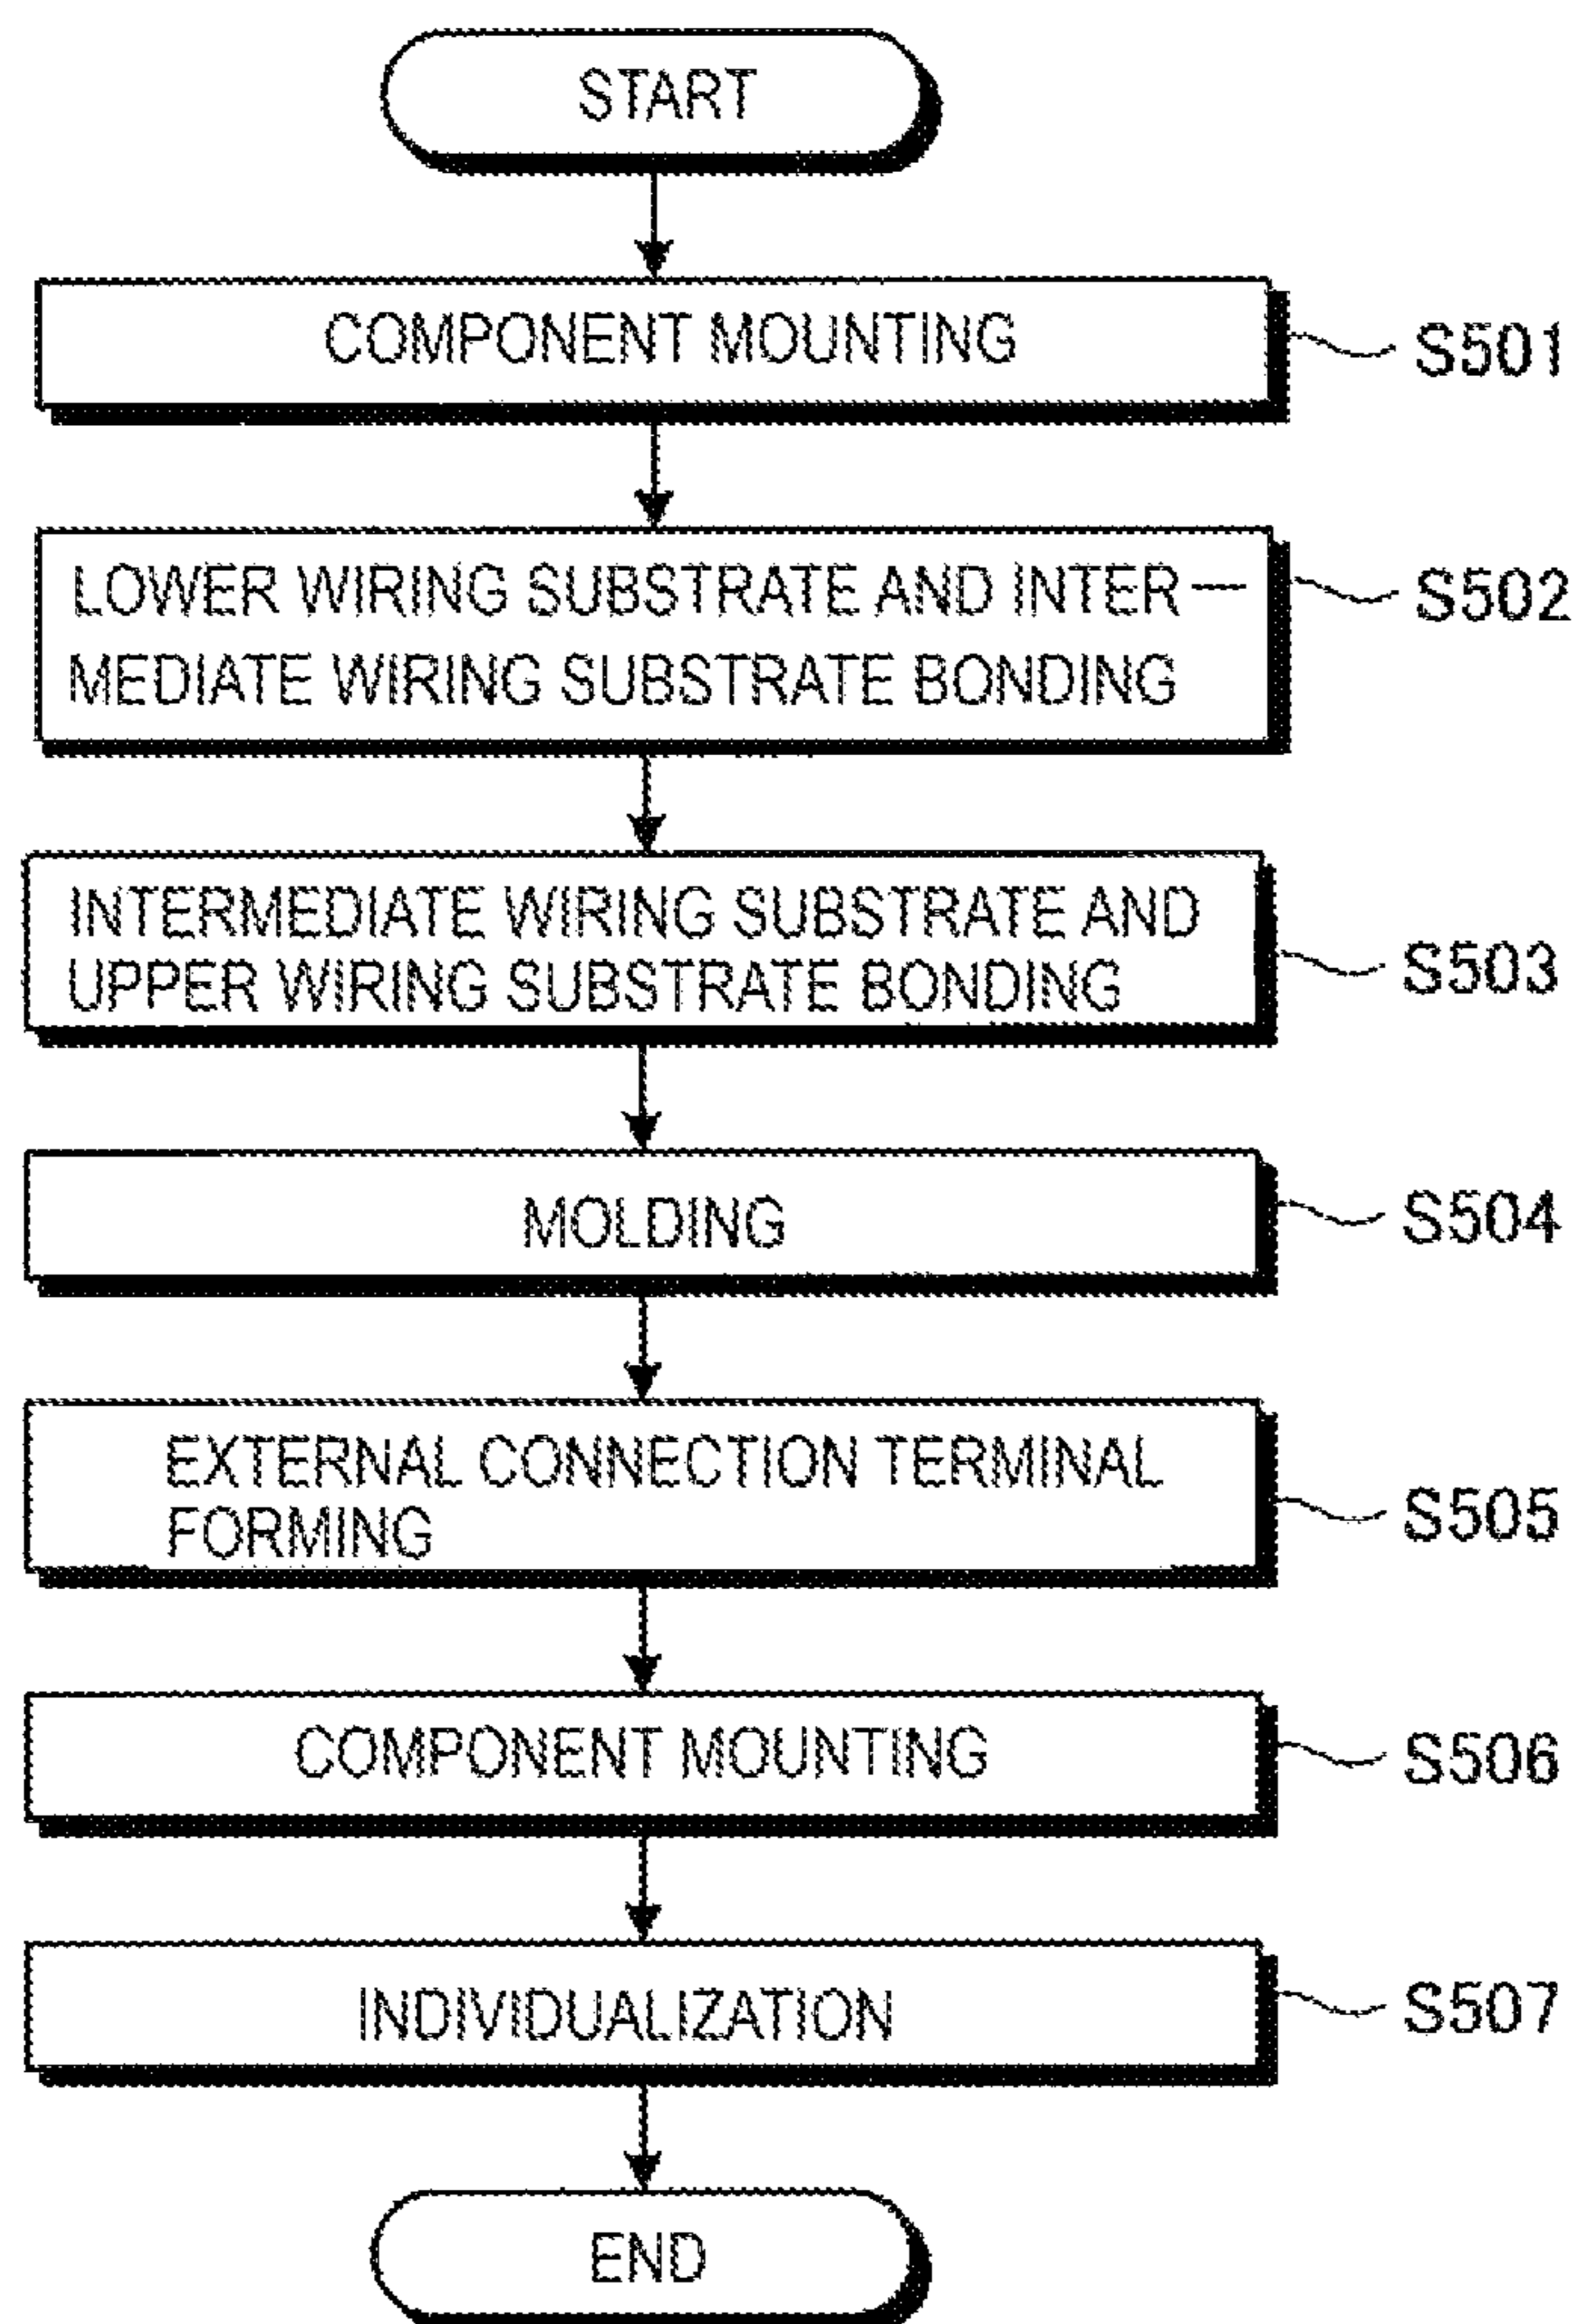 START
COMPONENT MOUNTING
S501
LOWER WIRING SUBSTRATE AND INTER—
MEDIATE WIRING SUBSTRATE BONDING
S502
INTERMEDIATE WIRING SUBSTRATE AND
UPPER WIRING SUBSTRATE BONDING
S503
MOLDING
S504
EXTERNAL CONNECTION TERMINAL
FORMING
S505
COMPONENT MOUNTING
S506
INDIVIDUALIZATION
S507
END